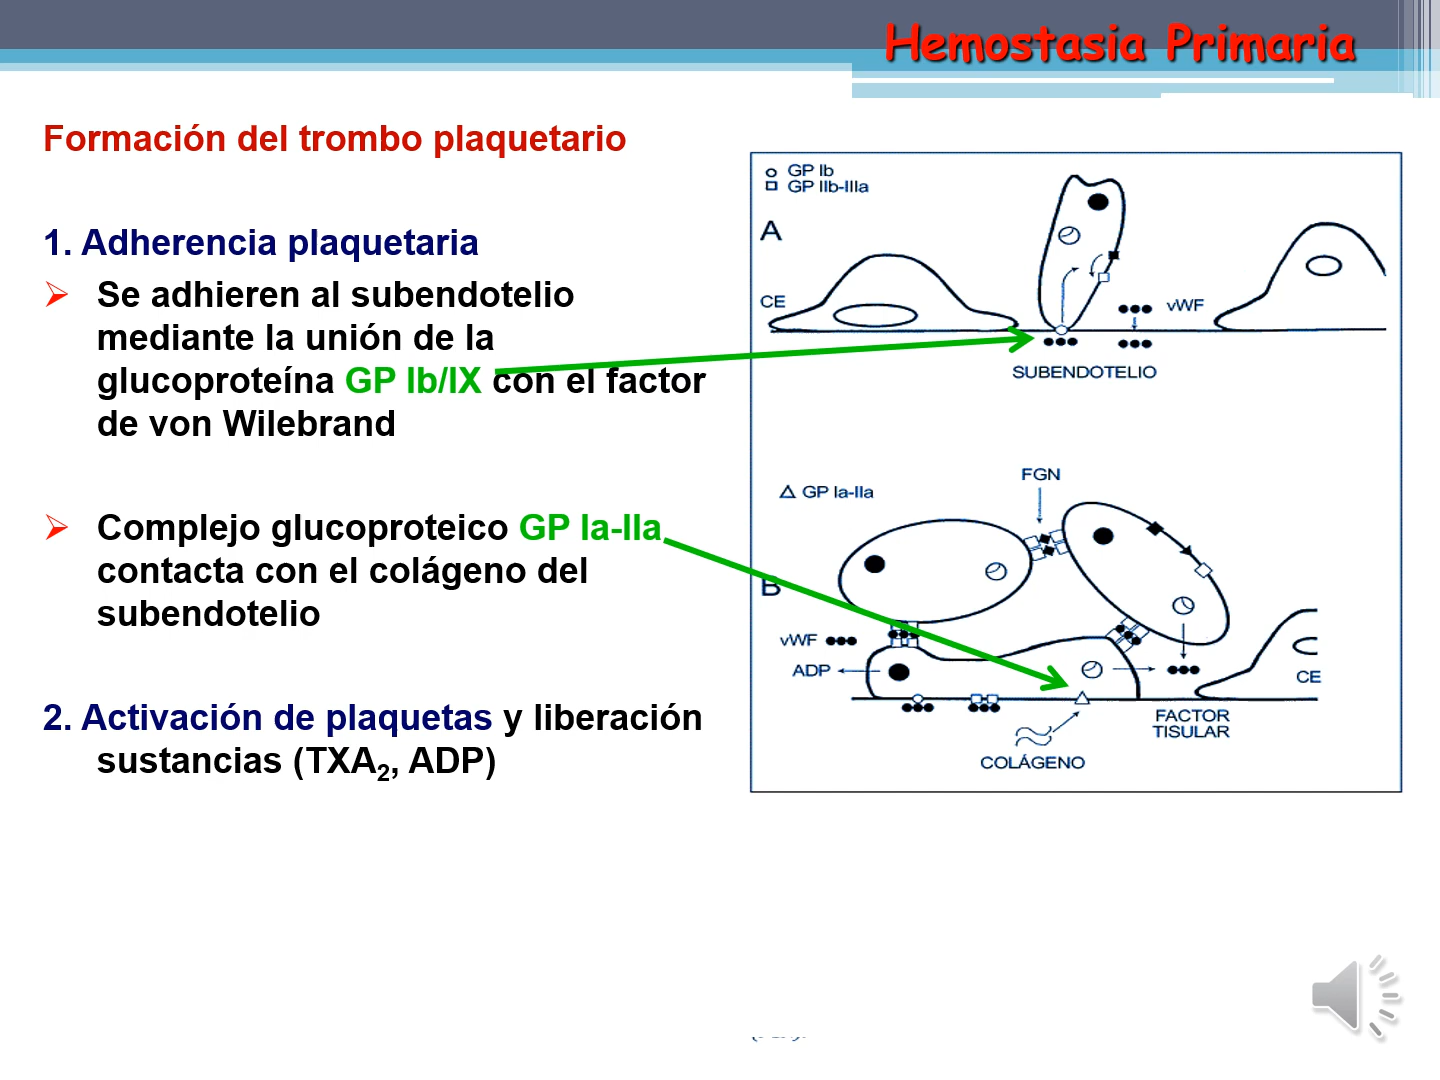 Hemostasia Primaria
Formación del trombo plaquetario
1. Adherencia plaquetaria
Se adhieren al subendotelio
mediante la unión de la
glucoproteína GP Ib/IX con el factor
de von Wilebrand
Complejo glucoproteico GP Ia-IIa
contacta con el colágeno del
subendotelio
2. Activación de plaquetas y liberación
sustancias (TXA2, ADP)
GP Ib
GP IIb-IIIa
A
CE
vWF
SUBENDOTELIO
FGN
GP Ia-IIa
B
vWF
ADP
CE
FACTOR
TISULAR
COLÁGENO